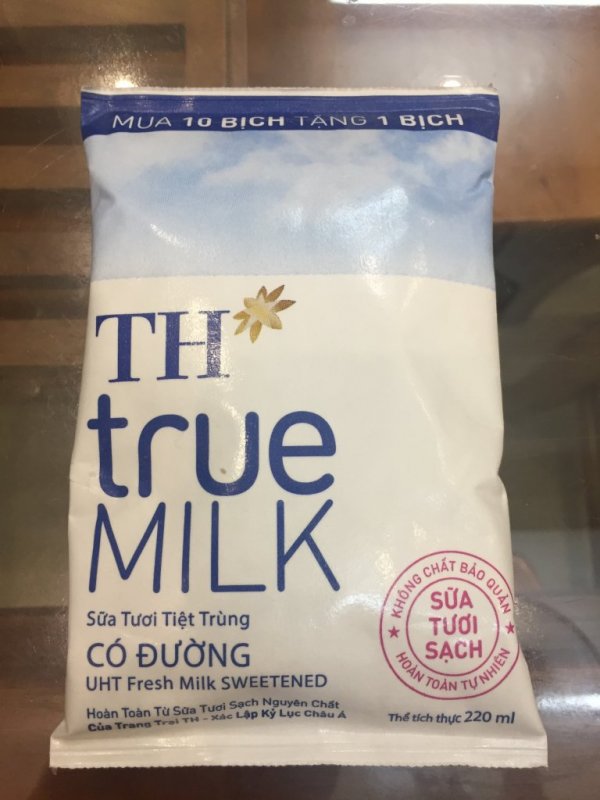 MUA 10 BỊCH TẶNG 1 BỊCH
TH
true
MILK
Sữa Tươi Tiệt Trùng
CÓ ĐƯỜNG
UHT Fresh Milk SWEETENED
Hoàn Toàn Từ Sữa Tươi Sạch Nguyên Chất
Của Trang Trại TH - Xác Lập Kỷ Lục Châu Á
KHÔNG CHẤT BẢO QUẢN
SỮA
TƯƠI
SẠCH
HOÀN TOÀN TỰ NHIÊN
Thể tích thực 220 ml